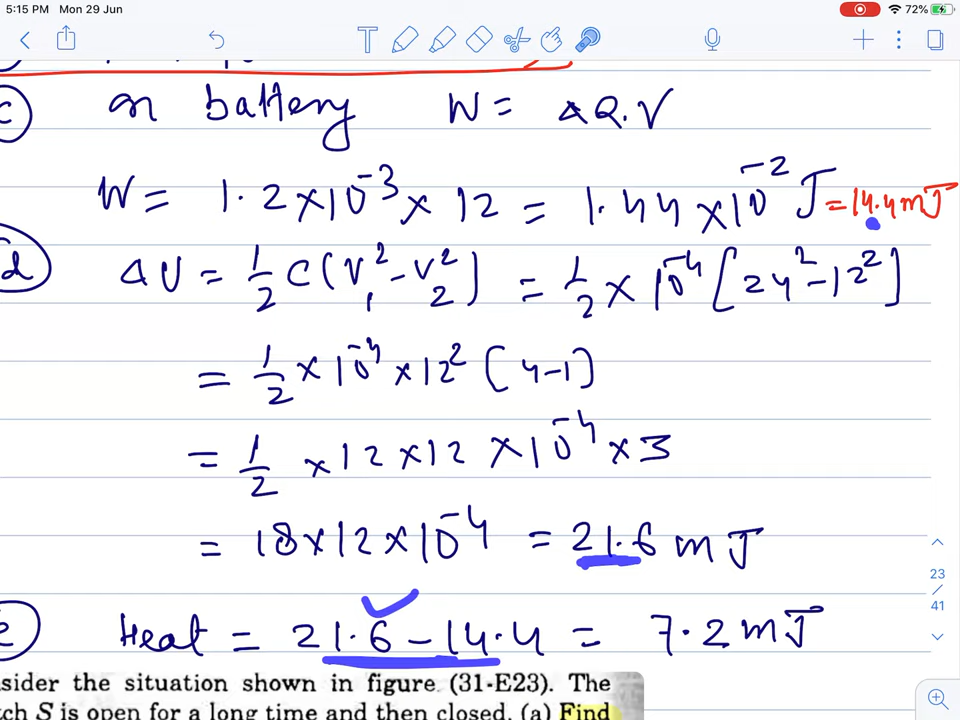 5:15 PM Mon 29 Jun 72%
c on battery W = ΔQ.V
W = 1.2×10⁻³ × 12 = 1.44 ×10⁻² J = 14.4mJ
d ΔU = 1/2 C(V₁² - V₂²) = 1/2 × 10⁻⁴ [24² - 12²]
= 1/2 × 10⁻⁴ × 12² (4-1)
= 1/2 × 12 × 12 × 10⁻⁴ × 3
= 18 × 12 × 10⁻⁴ = 21.6 mJ
23
/
41
e Heat = 21.6 - 14.4 = 7.2 mJ
sider the situation shown in figure (31-E23). The
tch S is open for a long time and then closed. (a) Find